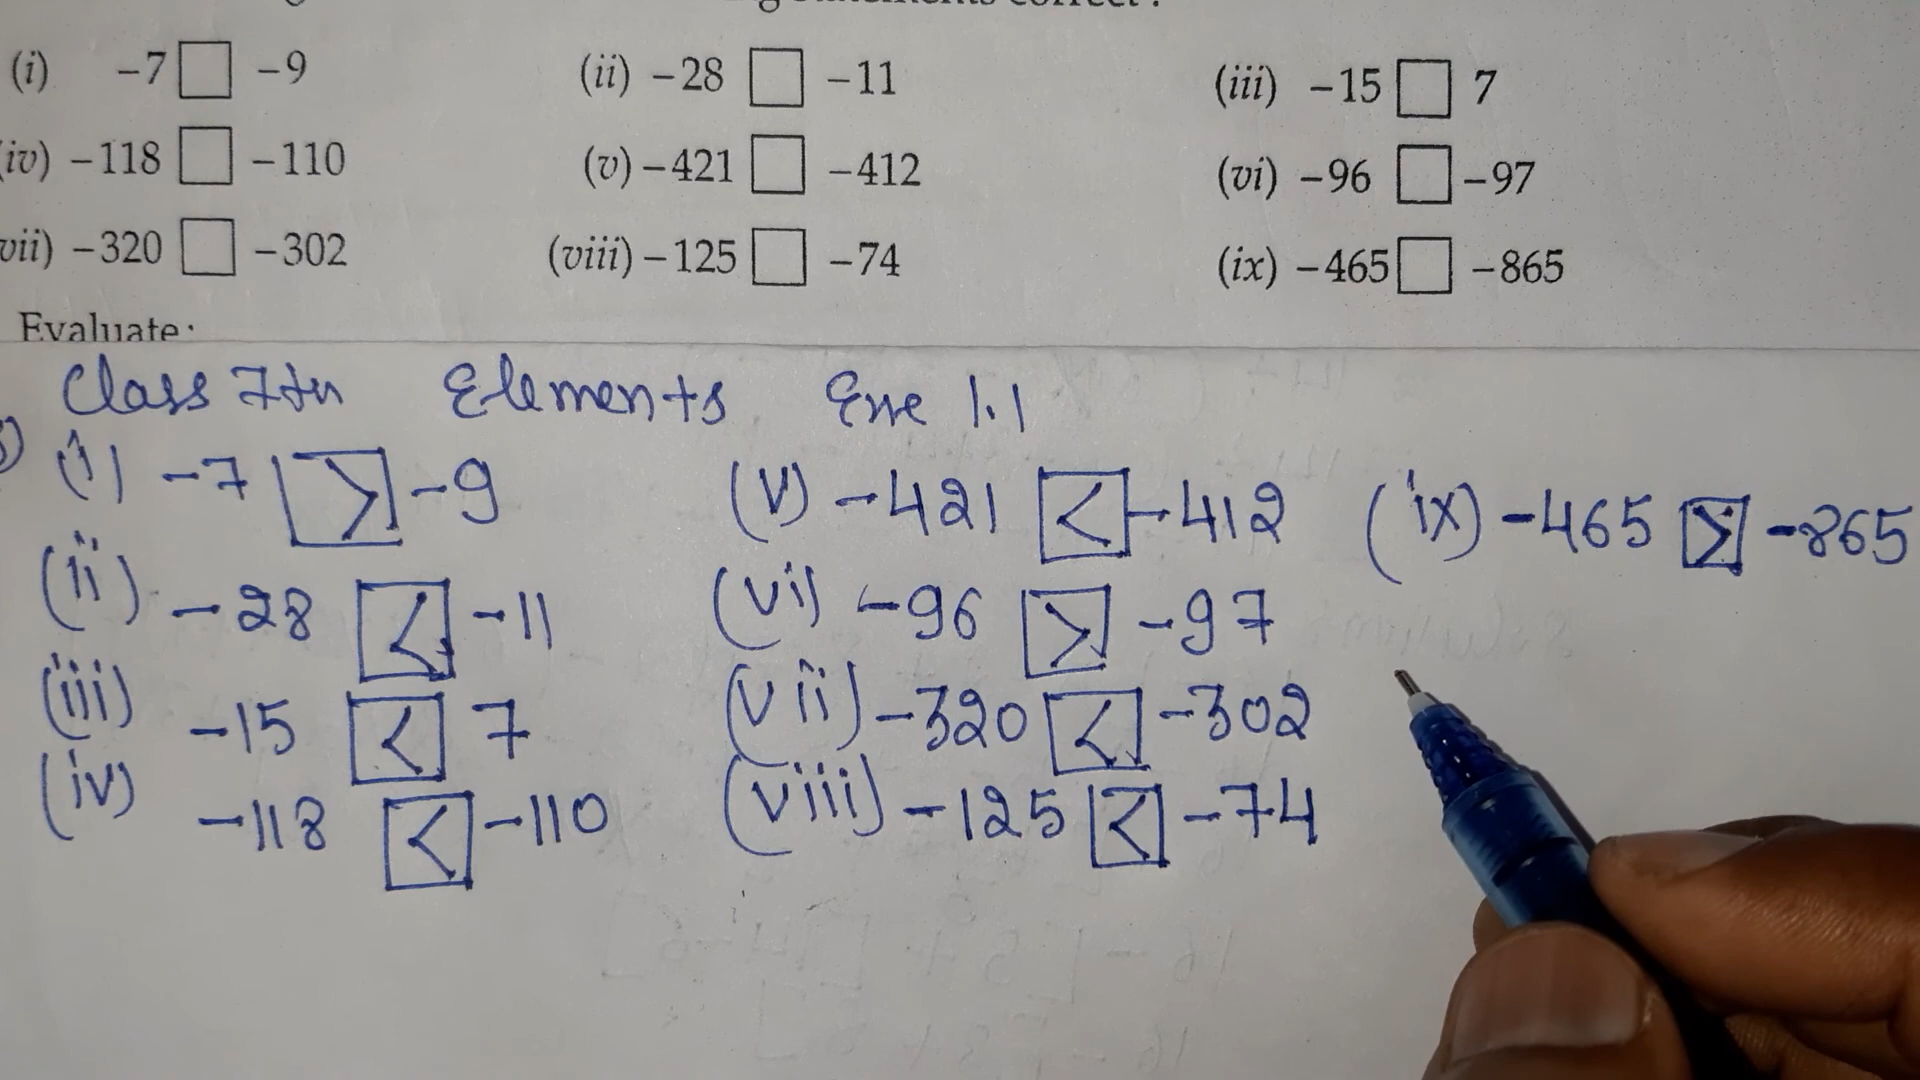 (i) -7 □ -9 (ii) -28 □ -11 (iii) -15 □ 7
iv) -118 □ -110 (v) -421 □ -412 (vi) -96 □ -97
vii) -320 □ -302 (viii) -125 □ -74 (ix) -465 □ -865
Evaluate:
Class 7th Elements Exe 1.1
(i) -7 > -9 (v) -421 < -412 (ix) -465 > -865
(ii) -28 < -11 (vi) -96 > -97
(iii) -15 < 7 (vii) -320 < -302
(iv) -118 < -110 (viii) -125 < -74